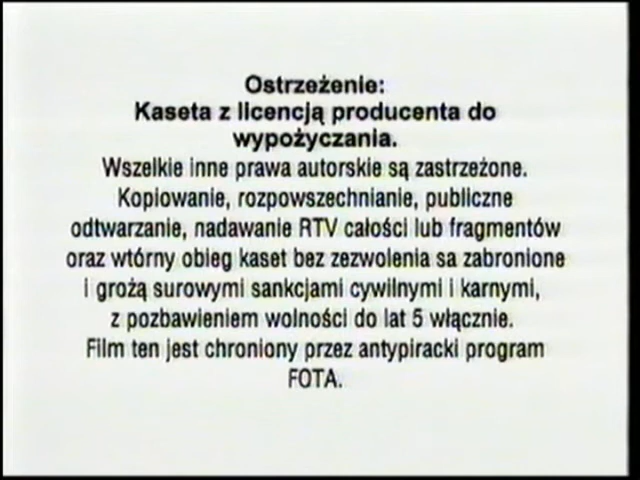 Ostrzeżenie:
Kaseta z licencją producenta do
wypożyczania.
Wszelkie inne prawa autorskie są zastrzeżone.
Kopiowanie, rozpowszechnianie, publiczne
odtwarzanie, nadawanie RTV całości lub fragmentów
oraz wtórny obieg kaset bez zezwolenia sa zabronione
i grożą surowymi sankcjami cywilnymi i karnymi,
z pozbawieniem wolności do lat 5 włącznie.
Film ten jest chroniony przez antypiracki program
FOTA.